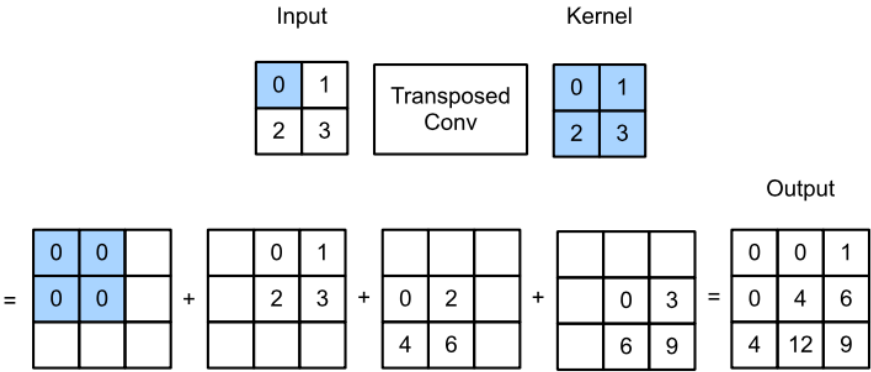 Input Kernel
0 1 Transposed Conv 0 1
2 3 2 3
Output
0 0 0 1 0 0 1
= 0 0 + 2 3 + 0 2 + 0 3 = 0 4 6
4 6 6 9 4 12 9